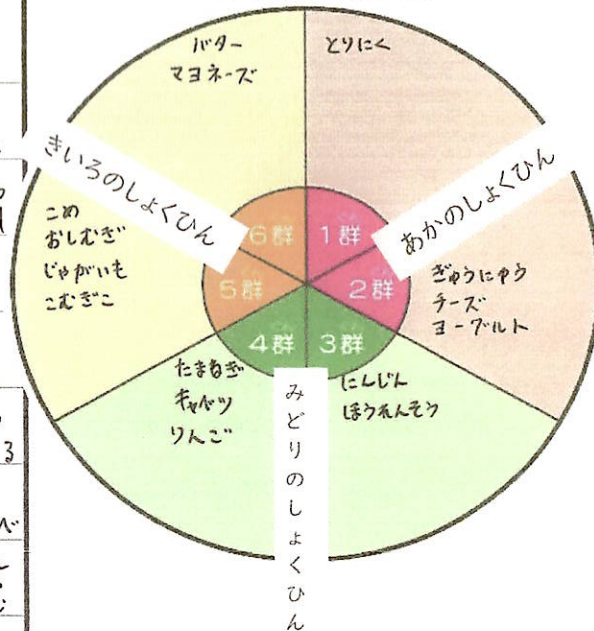 バター
マヨネーズ
とりにく
きいろのしょくひん
あかのしょくひん
6群
1群
5群
2群
4群
3群
こめ
おしむぎ
じゃがいも
こむぎこ
ぎゅうにゅう
チーズ
ヨーグルト
たまねぎ
キャベツ
りんご
にんじん
ほうれんそう
みどりのしょくひん
る